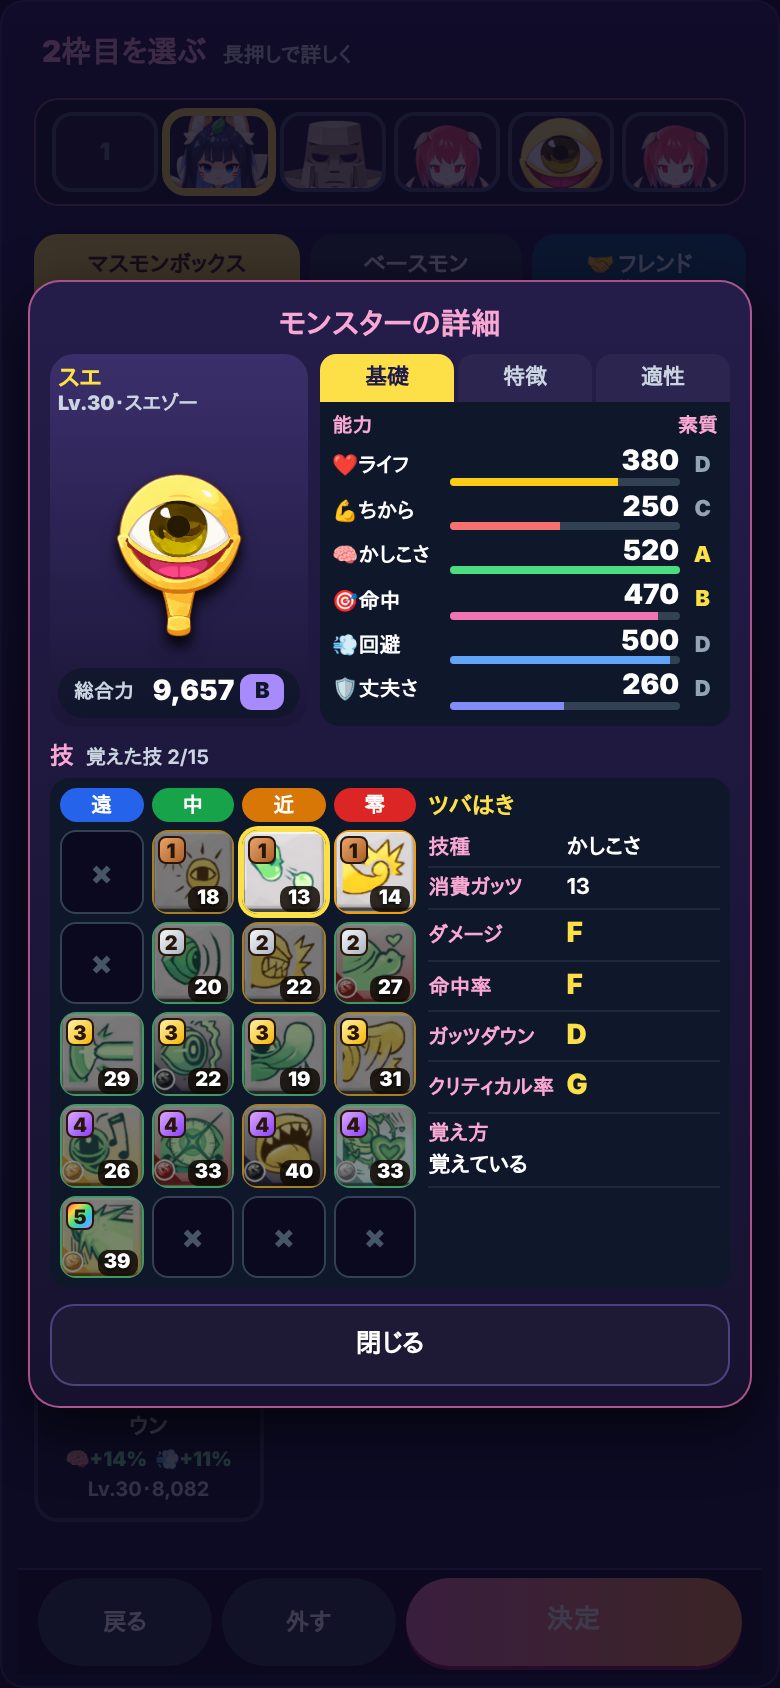 2枠目を選ぶ 長押しで詳しく
1
マスモンボックス ベースモン 🤝フレンド
モンスターの詳細
スエ
Lv.30·スエゾー
総合力 9,657 B
基礎 特徴 適性
能力 素質
❤️ライフ 380 D
💪ちから 250 C
🧠かしこさ 520 A
🎯命中 470 B
💨回避 500 D
🛡️丈夫さ 260 D
技 覚えた技 2/15
遠 中 近 零
× 1 18 1 13 1 14
× 2 20 2 22 2 27
3 29 3 22 3 19 3 31
4 26 4 33 4 40 4 33
5 39 × × ×
ツバはき
技種 かしこさ
消費ガッツ 13
ダメージ F
命中率 F
ガッツダウン D
クリティカル率 G
覚え方
覚えている
閉じる
ウン
🧠+14% 💨+11%
Lv.30·8,082
戻る 外す 決定